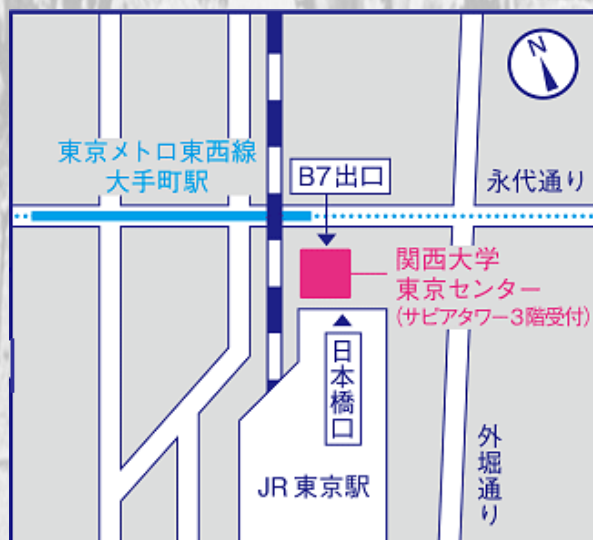 N
東京メトロ東西線
大手町駅
B7出口
永代通り
関西大学
東京センター
(サピアタワー3階受付)
日本橋口
外堀通り
JR東京駅